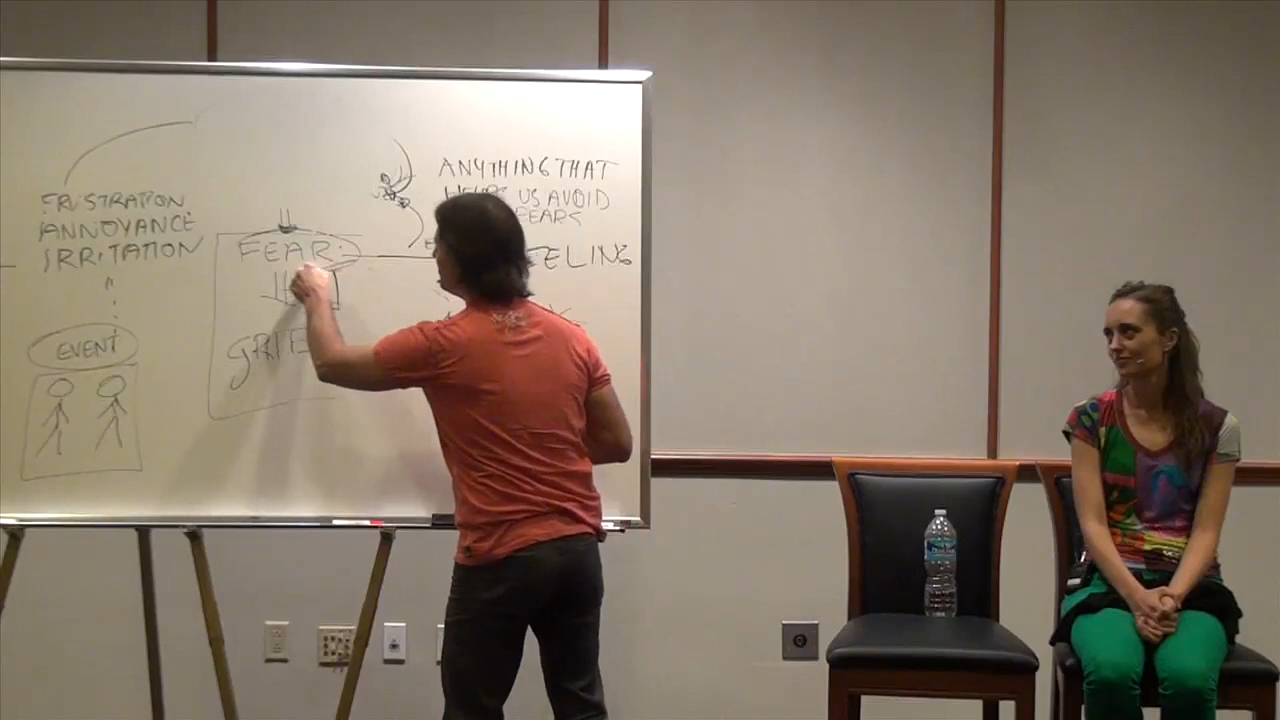 FRUSTRATION
ANNOYANCE
IRRITATION
EVENT
FEAR
ANYTHING THAT
US AVOID
FEARS